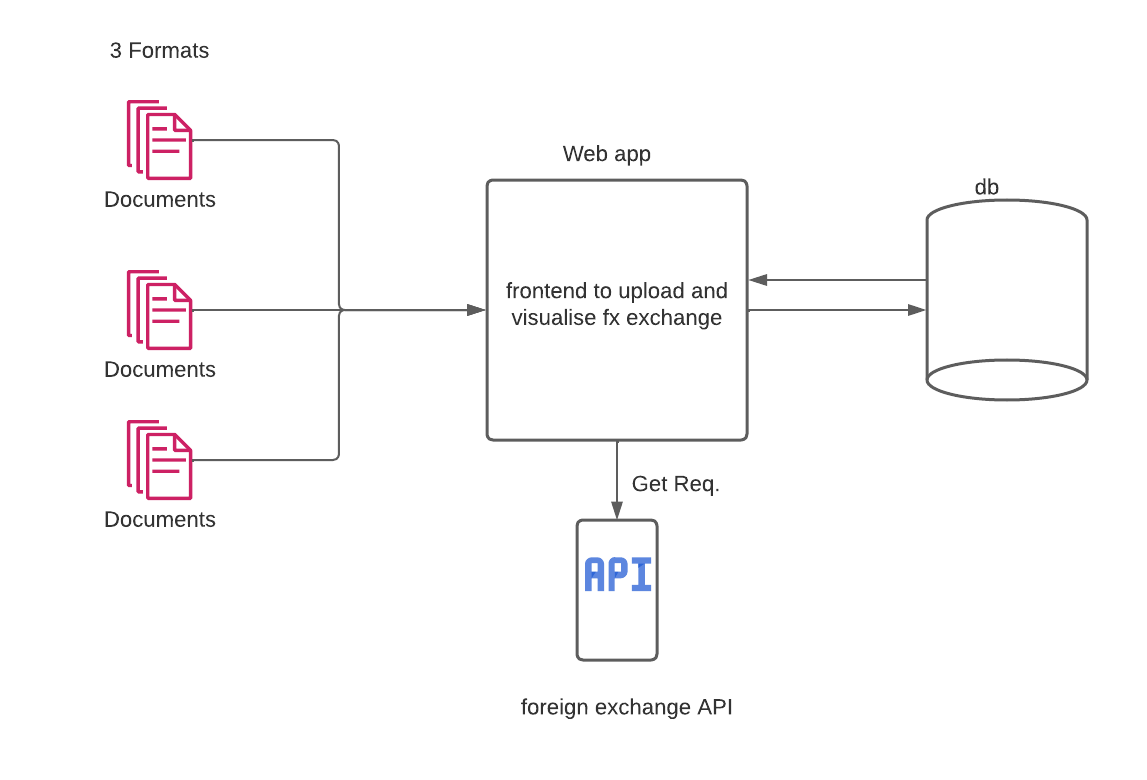 3 Formats
Documents
Documents
Documents
Web app
frontend to upload and
visualise fx exchange
db
Get Req.
API
foreign exchange API